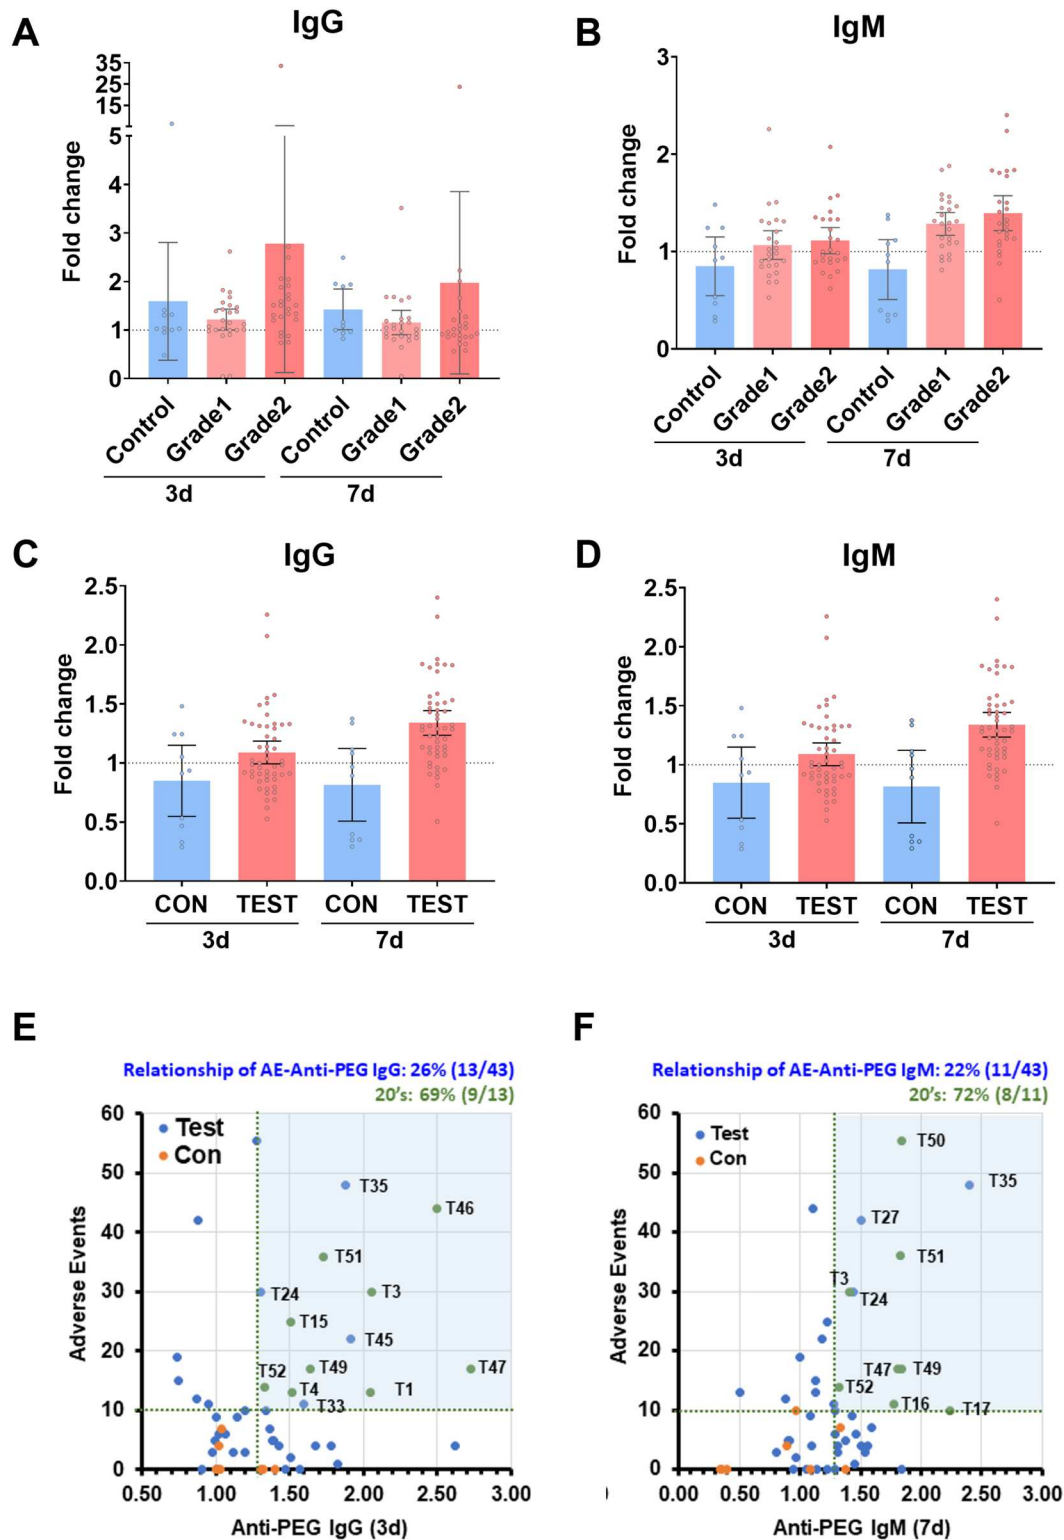 A
IgG
Fold change
35
25
15
5
4
3
2
1
0
Control
Grade1
Grade2
Control
Grade1
Grade2
3d
7d
B
IgM
Fold change
3
2
1
0
Control
Grade1
Grade2
Control
Grade1
Grade2
3d
7d
C
IgG
Fold change
2.5
2.0
1.5
1.0
0.5
0.0
CON TEST CON TEST
3d
7d
D
IgM
Fold change
2.5
2.0
1.5
1.0
0.5
0.0
CON TEST CON TEST
3d
7d
E
Relationship of AE-Anti-PEG IgG: 26% (13/43)
20's: 69% (9/13)
Adverse Events
60
50
40
30
20
10
0
Test
Con
T35
T46
T51
T24
T3
T15
T45
T52
T49
T47
T4
T1
T33
1.00 1.50 2.00 2.50 3.00
Anti-PEG IgG (3d)
F
Relationship of AE-Anti-PEG IgM: 22% (11/43)
20's: 72% (8/11)
Adverse Events
60
50
40
30
20
10
0
Test
Con
T50
T35
T27
T51
T3
T24
T47
T49
T52
T16
T17
0.00 0.50 1.00 1.50 2.00 2.50 3.00
Anti-PEG IgM (7d)